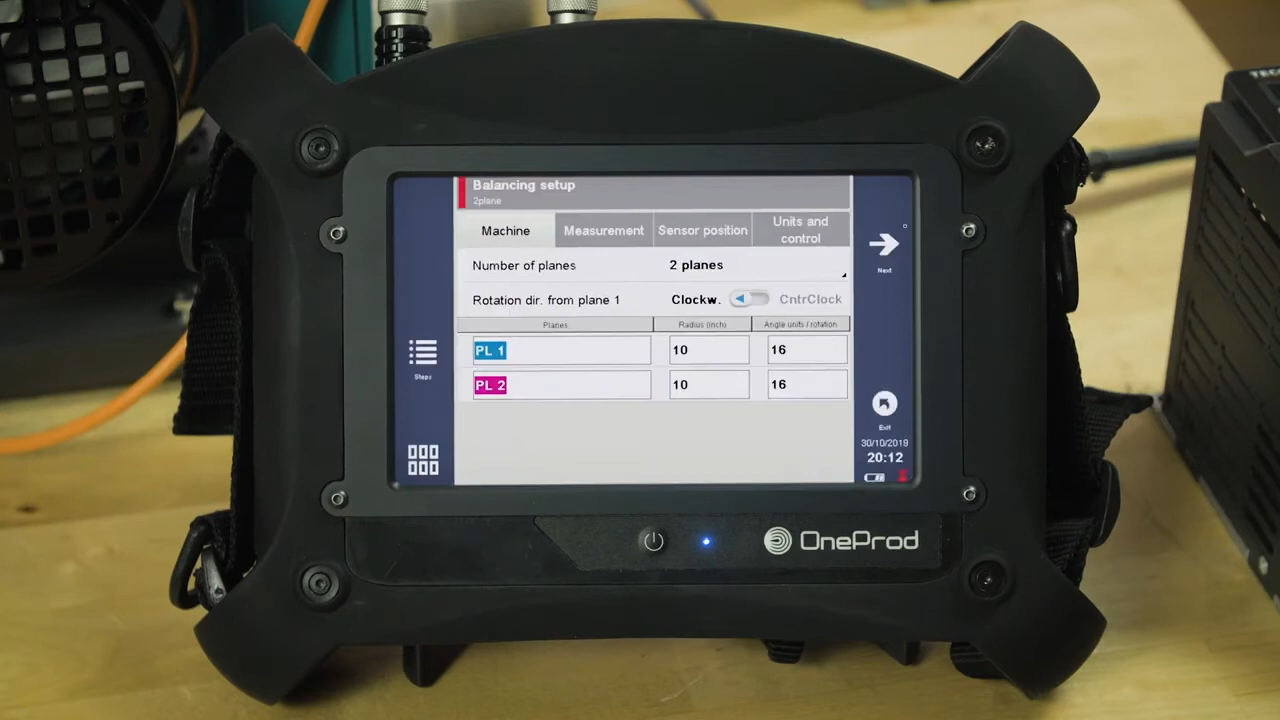 Balancing setup
2plane
Machine
Measurement
Sensor position
Units and
control
Number of planes
2 planes
Rotation dir. from plane 1
Clockw.
CntrClock
Planes
Radius (inch)
Angle units / rotation
PL 1
10
16
PL 2
10
16
Next
Steps
Exit
30/10/2019
20:12
OneProd
TEC